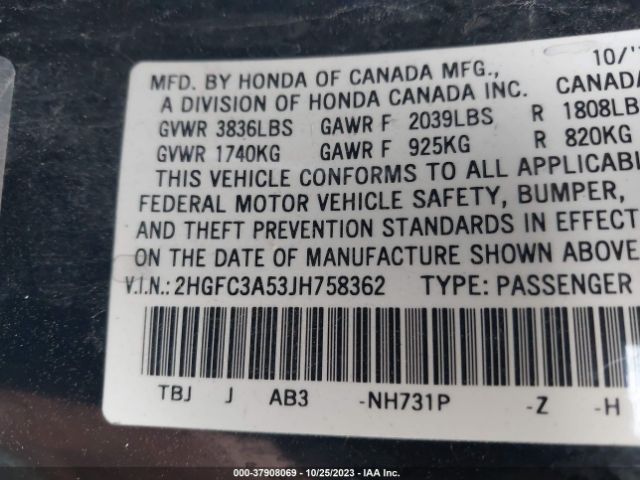 10/1
MFD. BY HONDA OF CANADA MFG.,
A DIVISION OF HONDA CANADA INC. CANADA
GVWR 3836LBS GAWR F 2039LBS R 1808LB
GVWR 1740KG GAWR F 925KG R 820KG
THIS VEHICLE CONFORMS TO ALL APPLICABL
FEDERAL MOTOR VEHICLE SAFETY, BUMPER,
AND THEFT PREVENTION STANDARDS IN EFFECT
ON THE DATE OF MANUFACTURE SHOWN ABOVE
V.I.N.:2HGFC3A53JH758362 TYPE: PASSENGER
TBJ J AB3 -NH731P -Z -H
000-37908069 - 10/25/2023 - IAA Inc.